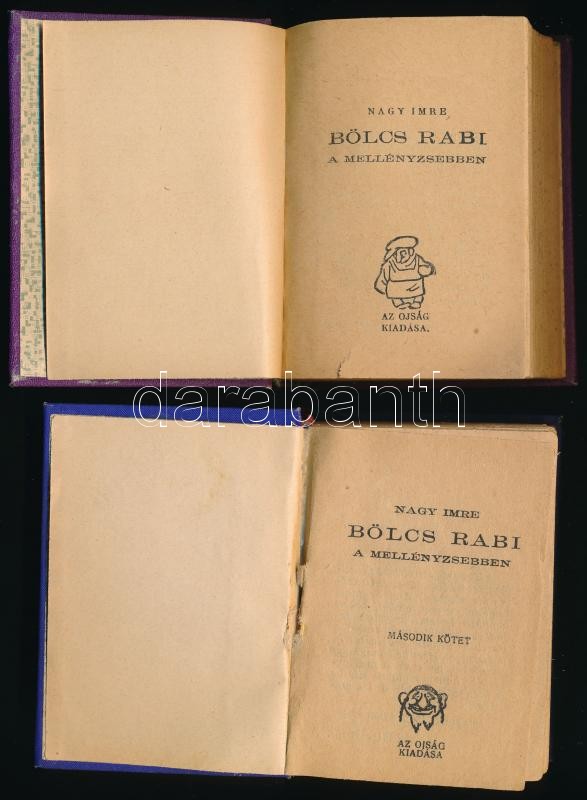 NAGY IMRE
BÖLCS RABI
A MELLÉNYZSEBBEN
AZ OJSÁG
KIADÁSA.
darabanth
NAGY IMRE
BÖLCS RABI
A MELLÉNYZSEBBEN
MÁSODIK KÖTET
AZ OJSÁG
KIADÁSA